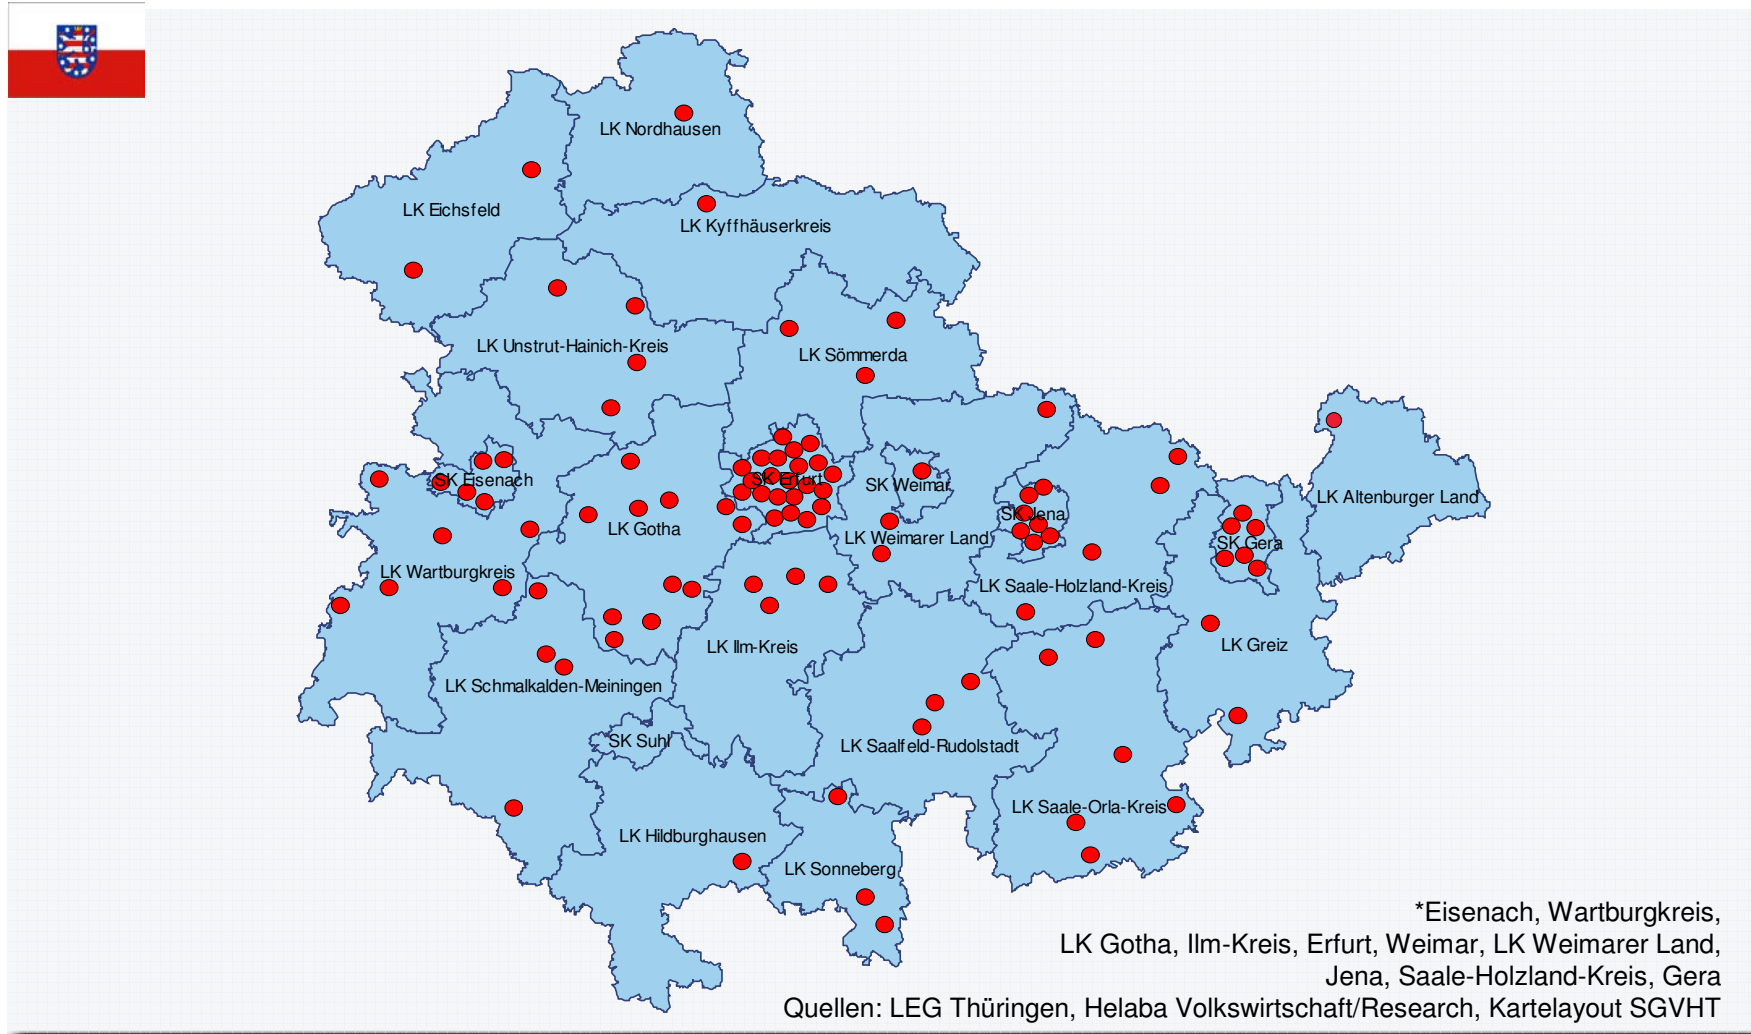 LK Nordhausen
LK Eichsfeld
LK Kyffhäuserkreis
LK Unstrut-Hainich-Kreis
LK Sömmerda
SK Eisenach
SK Erfurt
SK Weimar
LK Altenburger Land
SK Jena
LK Gotha
LK Weimarer Land
SK Gera
LK Wartburgkreis
LK Saale-Holzland-Kreis
LK Ilm-Kreis
LK Greiz
LK Schmalkalden-Meiningen
SK Suhl
LK Saalfeld-Rudolstadt
LK Saale-Orla-Kreis
LK Hildburghausen
LK Sonneberg
*Eisenach, Wartburgkreis,
LK Gotha, Ilm-Kreis, Erfurt, Weimar, LK Weimarer Land,
Jena, Saale-Holzland-Kreis, Gera
Quellen: LEG Thüringen, Helaba Volkswirtschaft/Research, Kartelayout SGVHT